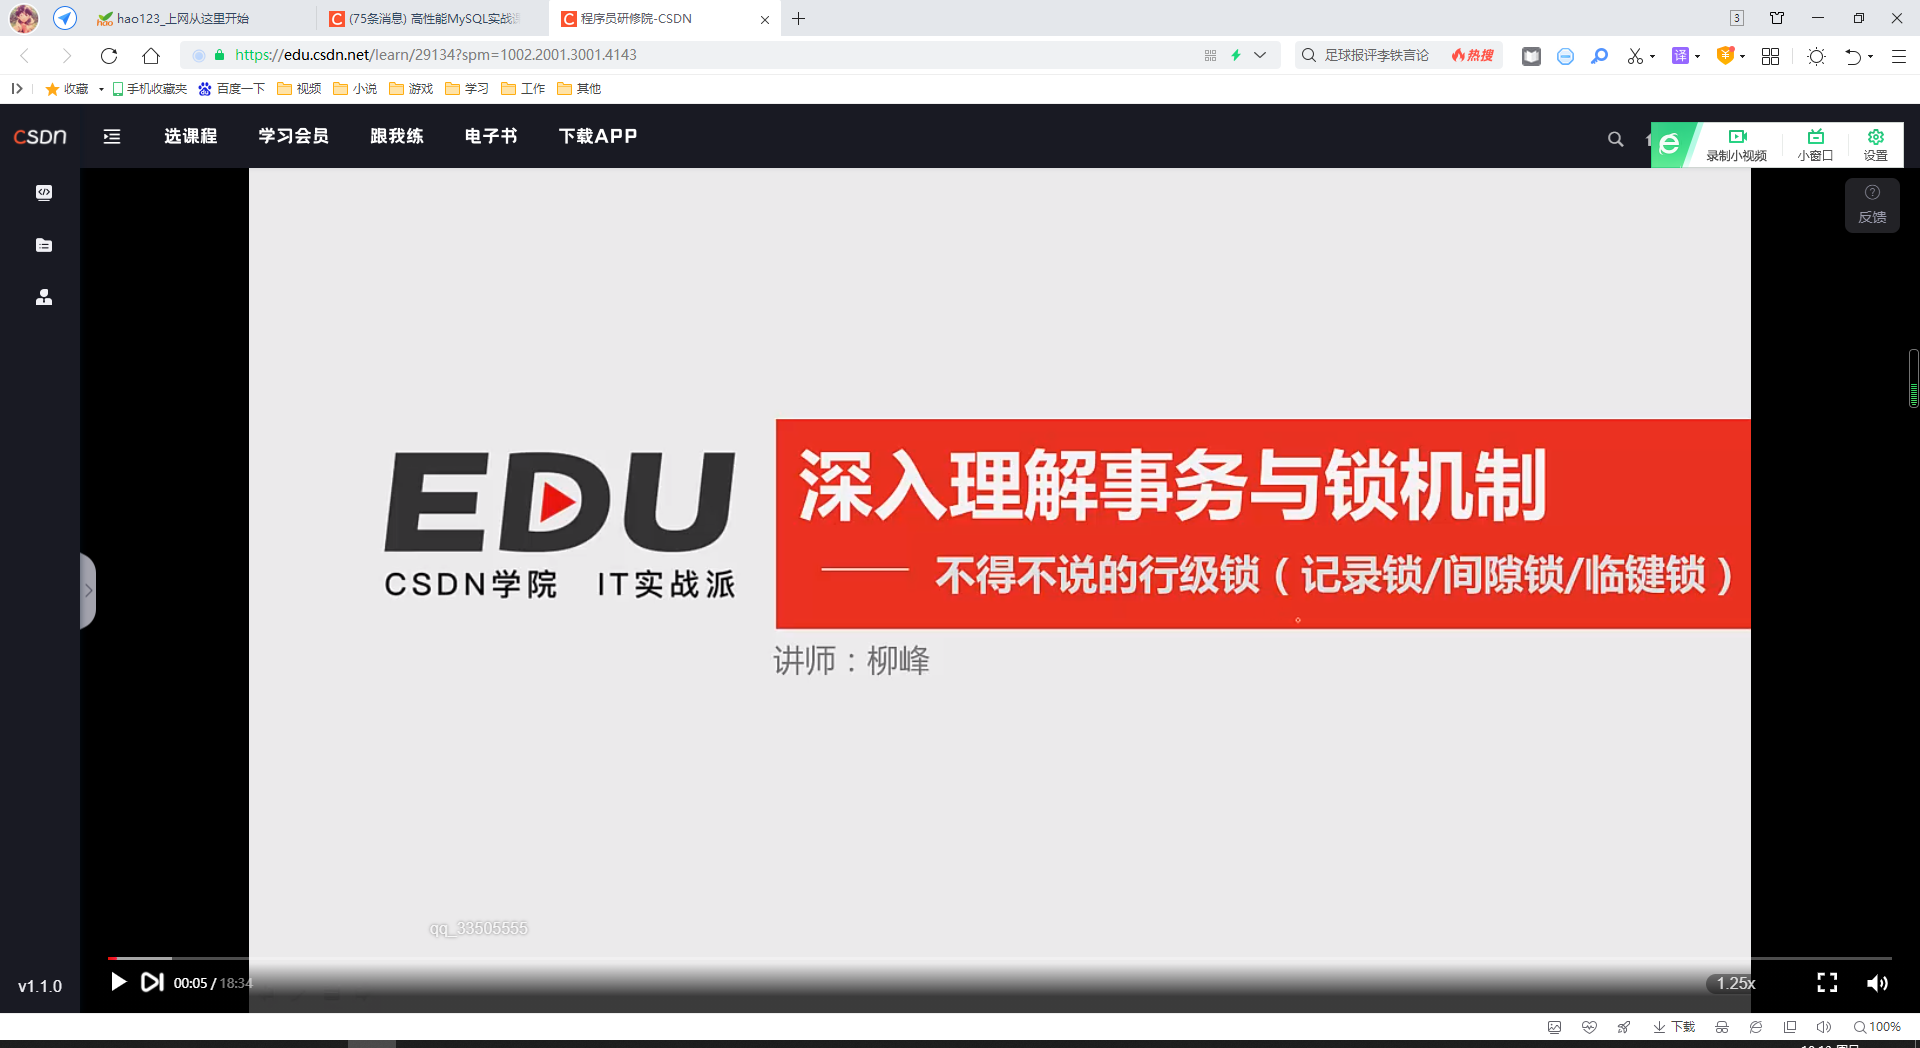 hao123_上网从这里开始
(75条消息) 高性能MySQL实战
程序员研修院-CSDN
3
https://edu.csdn.net/learn/29134?spm=1002.2001.3001.4143
足球报评李铁言论
热搜
译
收藏
手机收藏夹
百度一下
视频
小说
游戏
学习
工作
其他
CSDN
选课程
学习会员
跟我练
电子书
下载APP
录制小视频
小窗口
设置
反馈
EDU
CSDN学院 IT实战派
深入理解事务与锁机制
—— 不得不说的行级锁（记录锁/间隙锁/临键锁）
讲师：柳峰
qq_33505555
v1.1.0
00:05 / 18:34
1.25x
下载
100%